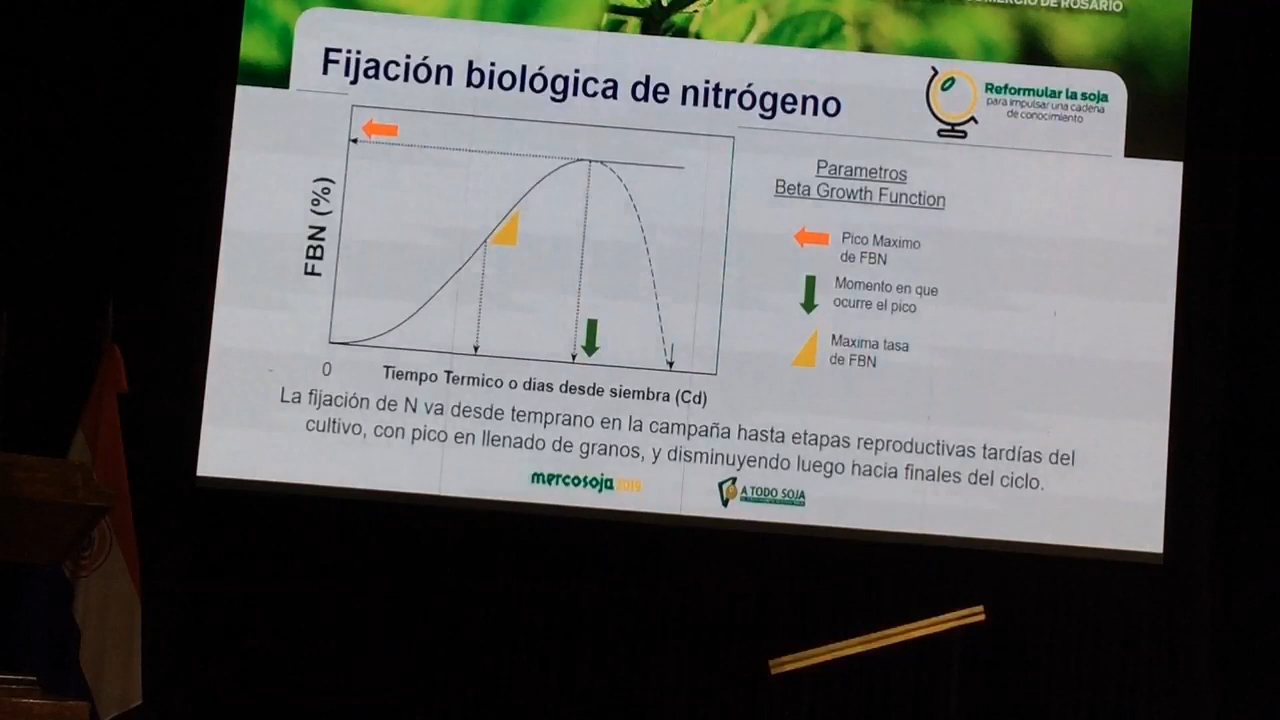 COMERCIO DE ROSARIO
Fijación biológica de nitrógeno
Reformular la soja
para impulsar una cadena
de conocimiento
FBN (%)
0
Tiempo Termico o dias desde siembra (Cd)
Parametros
Beta Growth Function
Pico Maximo
de FBN
Momento en que
ocurre el pico
Maxima tasa
de FBN
La fijación de N va desde temprano en la campaña hasta etapas reproductivas tardías del
cultivo, con pico en llenado de granos, y disminuyendo luego hacia finales del ciclo.
mercosoja 2019
A TODO SOJA